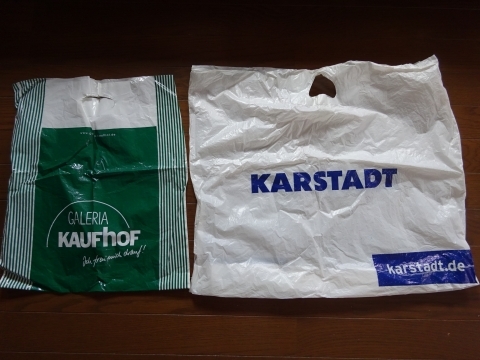 GALERIA
KAUFHOF
Ich freu mich drauf!
KARSTADT
karstadt.de